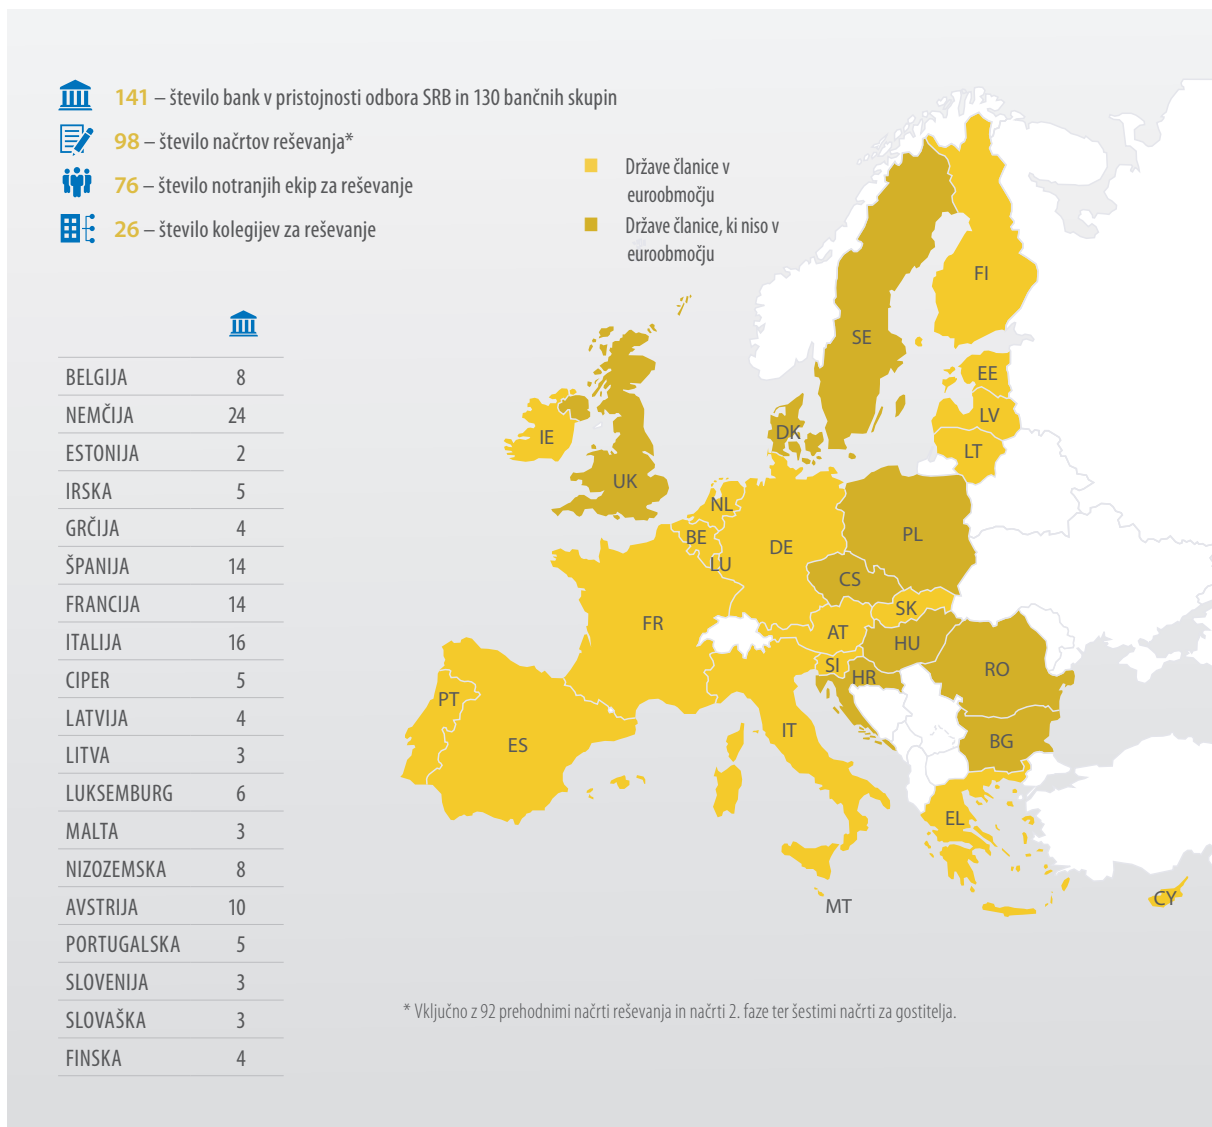 141 – število bank v pristojnosti odbora SRB in 130 bančnih skupin
98 – število načrtov reševanja*
76 – število notranjih ekip za reševanje
26 – število kolegijev za reševanje
Države članice v
euroobmočju
Države članice, ki niso v
euroobmočju
BELGIJA 8
NEMČIJA 24
ESTONIJA 2
IRSKA 5
GRČIJA 4
ŠPANIJA 14
FRANCIJA 14
ITALIJA 16
CIPER 5
LATVIJA 4
LITVA 3
LUKSEMBURG 6
MALTA 3
NIZOZEMSKA 8
AVSTRIJA 10
PORTUGALSKA 5
SLOVENIJA 3
SLOVAŠKA 3
FINSKA 4
FI
SE
EE
LV
LT
DK
IE
UK
NL
BE
LU
DE
PL
CS
SK
AT
HU
FR
SI
HR
RO
BG
PT
ES
IT
EL
MT
CY
* Vključno z 92 prehodnimi načrti reševanja in načrti 2. faze ter šestimi načrti za gostitelja.